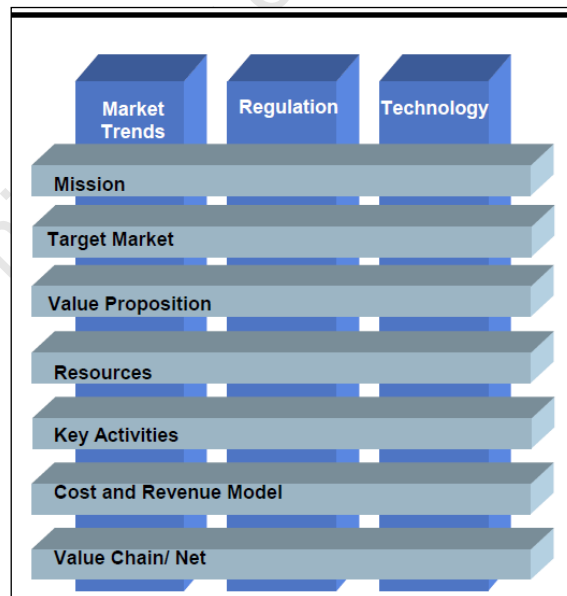 Market
Trends
Regulation
Technology
Mission
Target Market
Value Proposition
Resources
Key Activities
Cost and Revenue Model
Value Chain/ Net